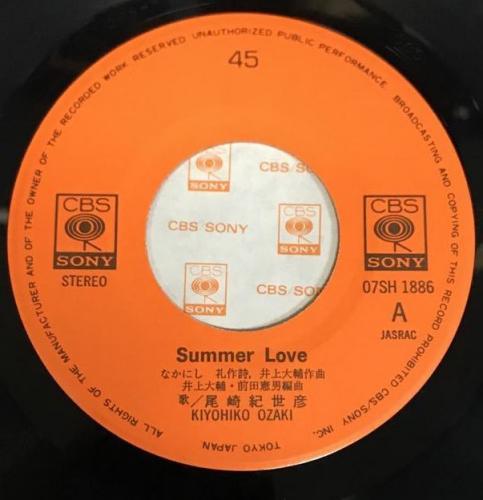 ALL RIGHTS OF THE MANUFACTURER AND OF THE OWNER OF THE RECORDED WORK RESERVED UNAUTHORIZED PUBLIC PERFORMANCE. BROADCASTING AND COPYING OF THIS RECORD PROHIBITED CBS/SONY INC.
TOKYO JAPAN
45
CBS
SONY
STEREO
CBS
SONY
07SH 1886
A
JASRAC
SONY
CBS/SO
CBS SONY
CBS
SONY
CBS
SONY
CBS/SO
Summer Love
なかにし 礼作詩, 井上大輔作曲
井上大輔・前田憲男編曲
歌／尾崎紀世彦
KIYOHIKO OZAKI